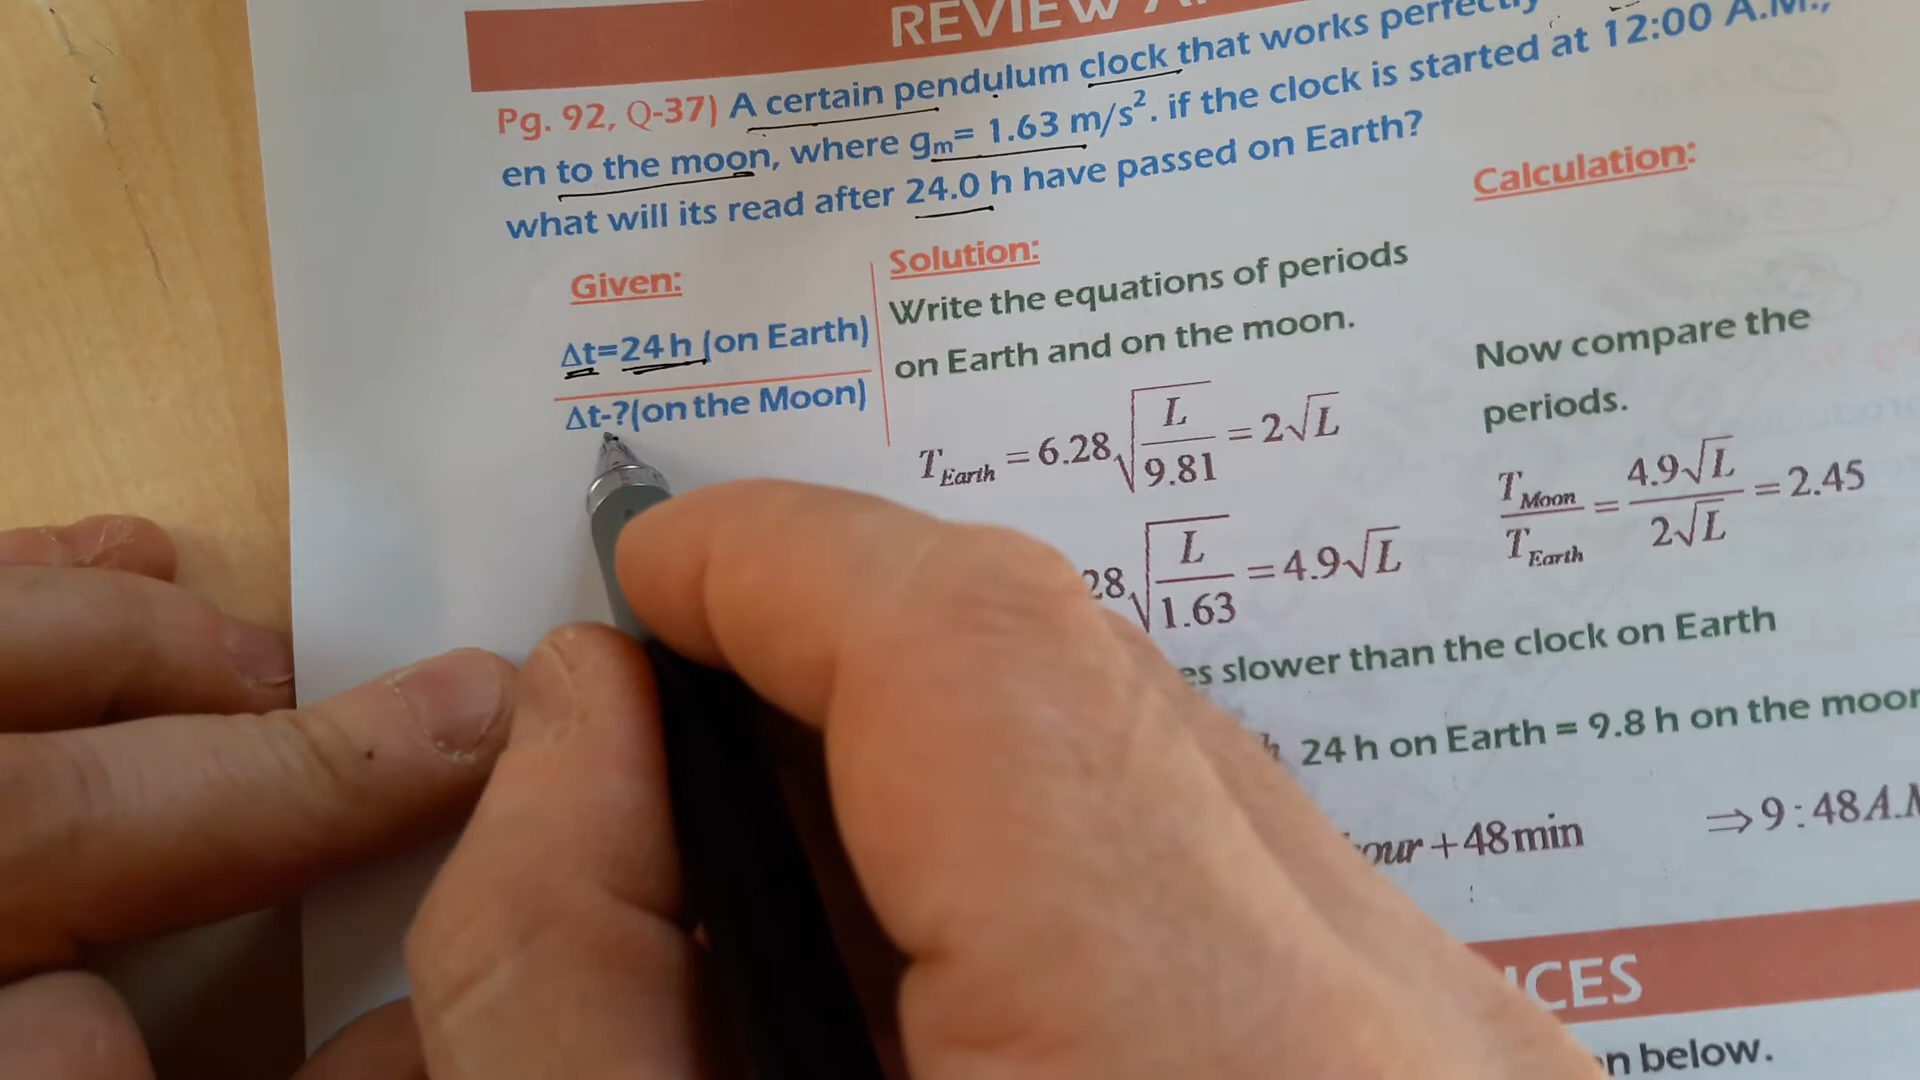 REVIEW
Pg. 92, Q-37) A certain pendulum clock that works perfectly
en to the moon, where gₘ= 1.63 m/s². if the clock is started at 12:00 A.M.,
what will its read after 24.0 h have passed on Earth?
Given:
Δt=24 h (on Earth)
Δt-?(on the Moon)
Solution:
Write the equations of periods
on Earth and on the moon.
T_Earth = 6.28 √(L/9.81) = 2√L
28 √(L/1.63) = 4.9√L
es slower than the clock on Earth
h 24 h on Earth = 9.8 h on the moon
our + 48 min ⇒ 9 : 48 A.M
Calculation:
Now compare the
periods.
T_Moon/T_Earth = 4.9√L/2√L = 2.45
ICES
n below.